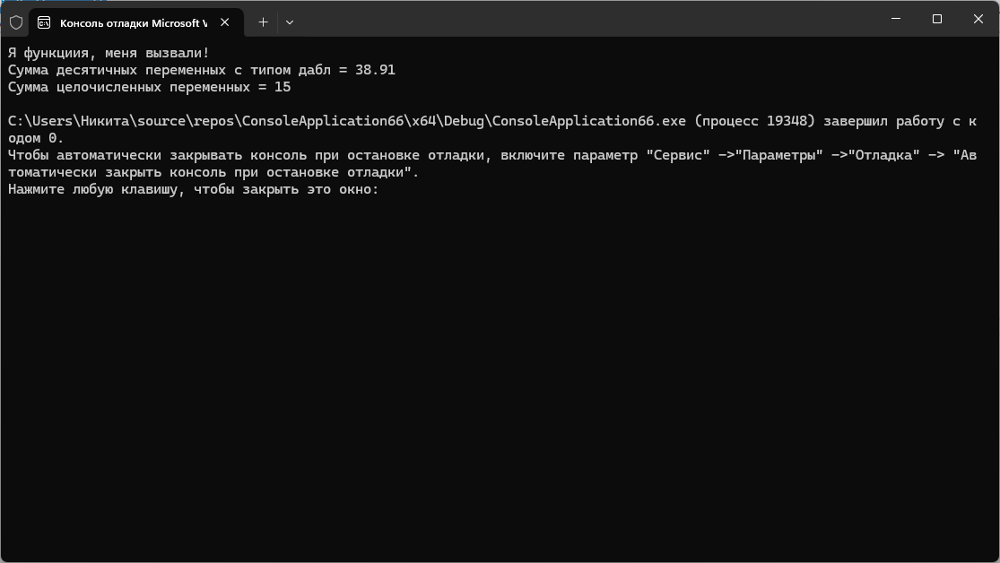 Консоль отладки Microsoft V
Я функциия, меня вызвали!
Сумма десятичных переменных с типом дабл = 38.91
Сумма целочисленных переменных = 15
C:\Users\Никита\source\repos\ConsoleApplication66\x64\Debug\ConsoleApplication66.exe (процесс 19348) завершил работу с к
одом 0.
Чтобы автоматически закрывать консоль при остановке отладки, включите параметр "Сервис" ->"Параметры" ->"Отладка" -> "Ав
томатически закрыть консоль при остановке отладки".
Нажмите любую клавишу, чтобы закрыть это окно: